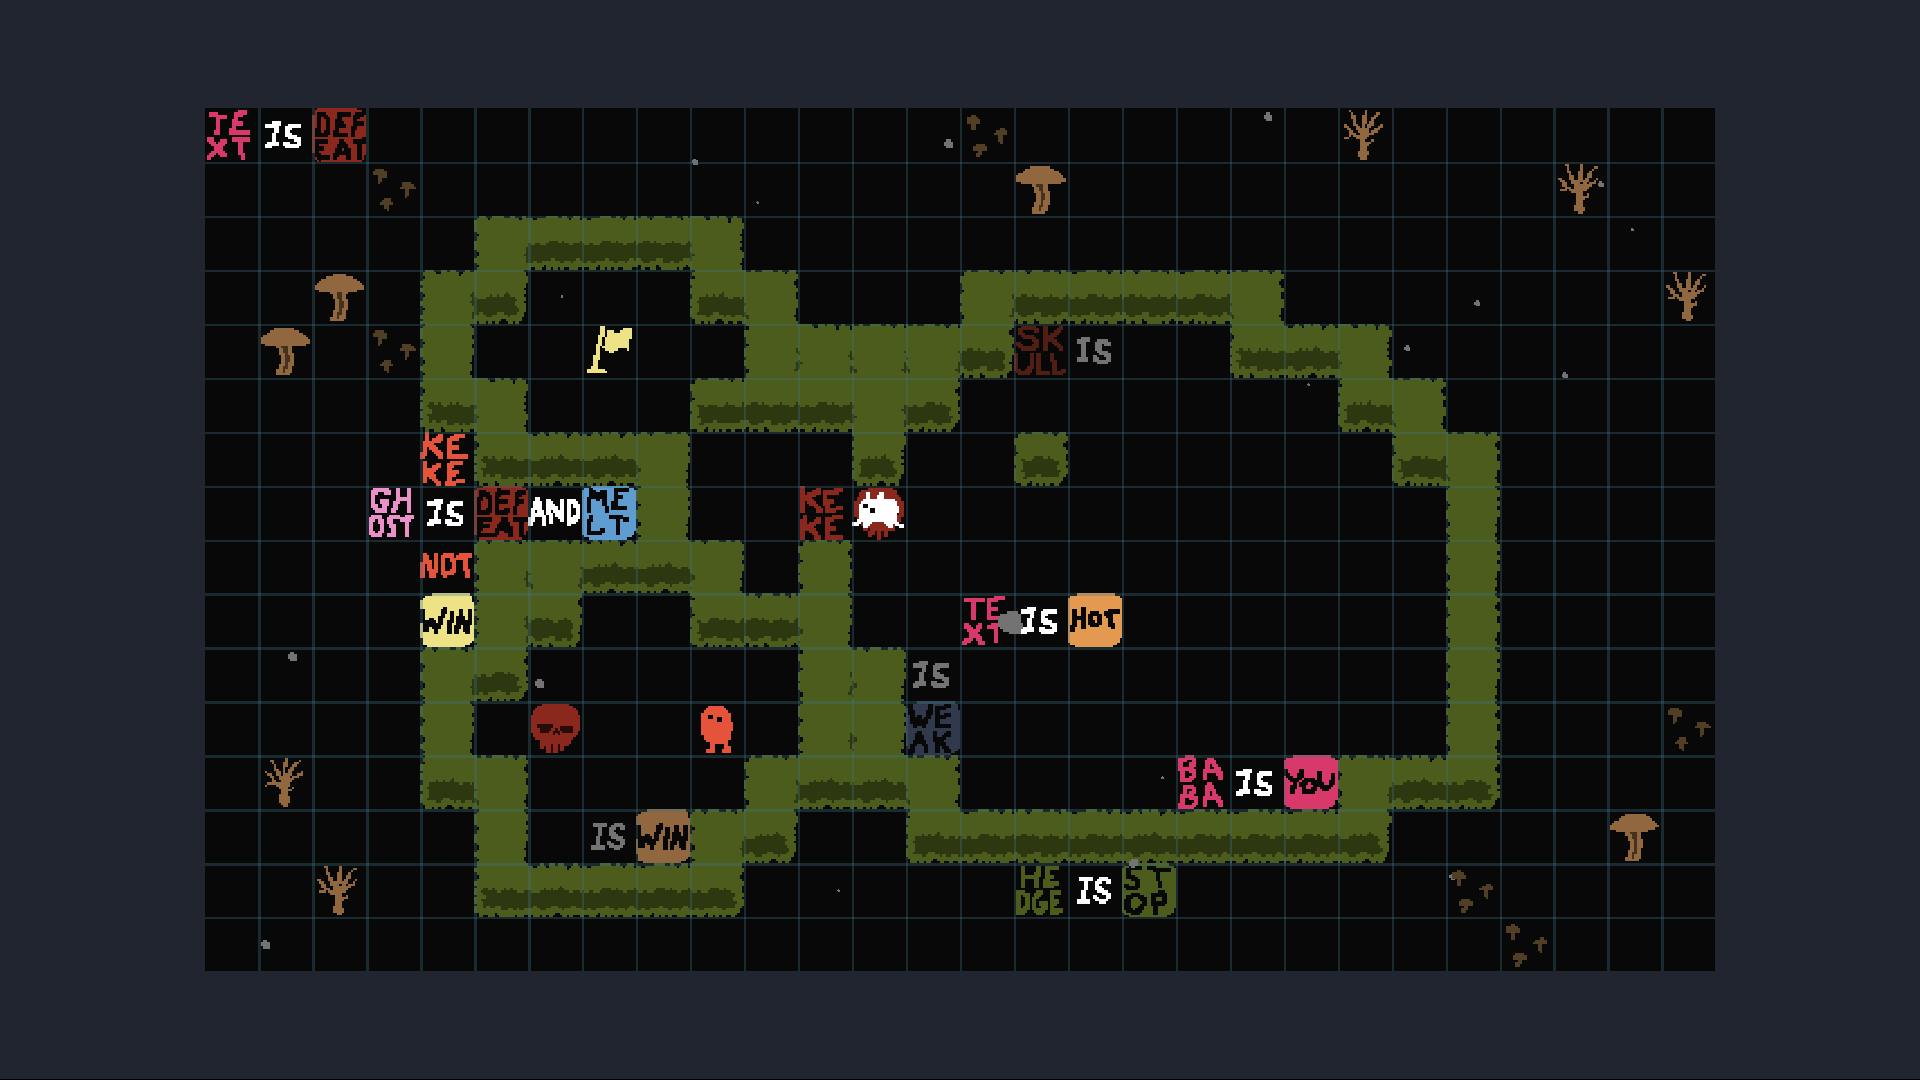 TEXT IS DEFEAT
SKULL IS
KEKE
GHOST IS DEFEAT AND MELT
KEKE
NOT
WIN
TEXT IS HOT
IS
WEAK
BABA IS YOU
IS WIN
HEDGE IS STOP